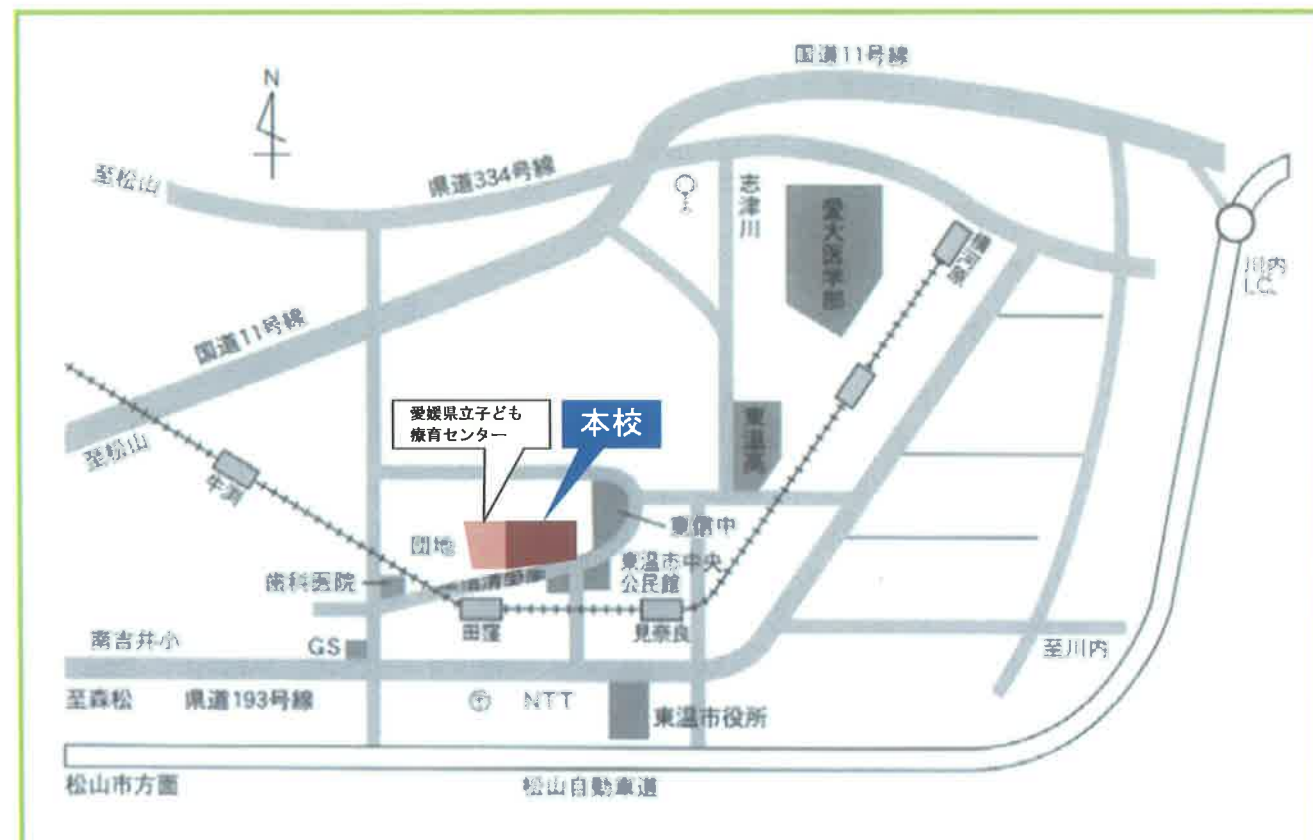 国道11号線
N
至松山
県道334号線
志津川
愛大医学部
横河原
川内
I.C.
国道11号線
愛媛県立子ども
療育センター
本校
至松山
牛渕
東温高
重信中
団地
東温市中央
公民館
歯科医院
田窪
見奈良
南吉井小
GS
至川内
至森松
県道193号線
NTT
東温市役所
松山市方面
松山自動車道